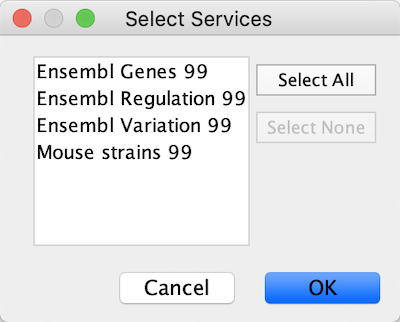 Select Services
Ensembl Genes 99
Ensembl Regulation 99
Ensembl Variation 99
Mouse strains 99
Select All
Select None
Cancel
OK